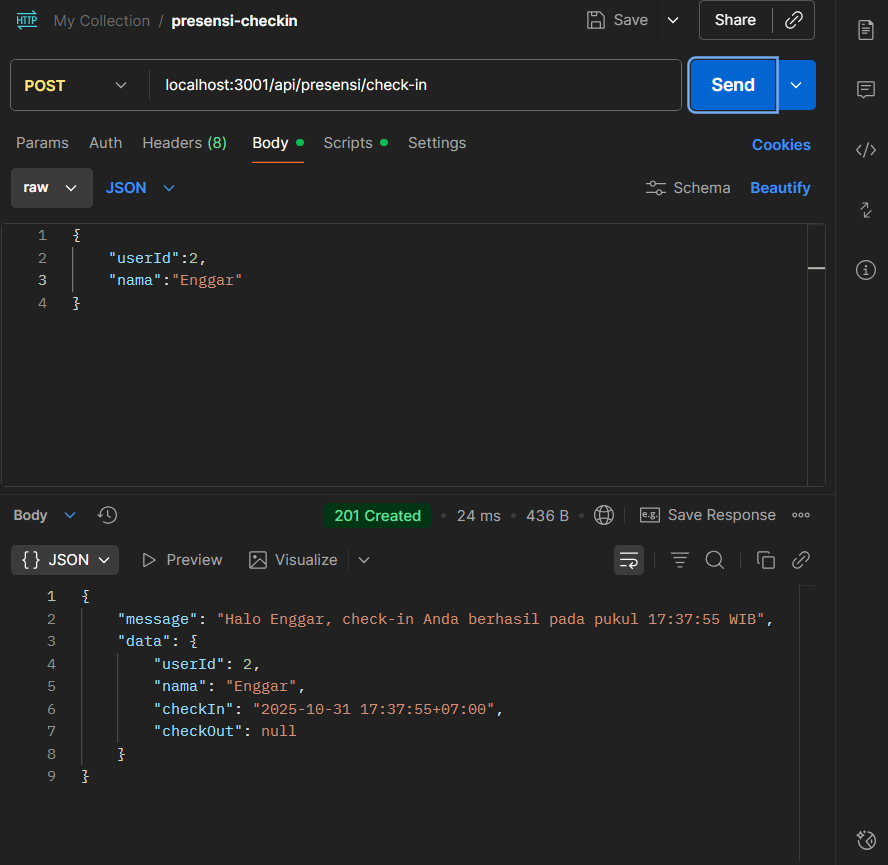 HTTP My Collection / presensi-checkin Save Share
POST localhost:3001/api/presensi/check-in Send
Params Auth Headers (8) Body Scripts Settings Cookies
raw JSON Schema Beautify
1 {
2 "userId":2,
3 "nama":"Enggar"
4 }
Body 201 Created • 24 ms • 436 B • e.g. Save Response
{} JSON Preview Visualize
1 {
2 "message": "Halo Enggar, check-in Anda berhasil pada pukul 17:37:55 WIB",
3 "data": {
4 "userId": 2,
5 "nama": "Enggar",
6 "checkIn": "2025-10-31 17:37:55+07:00",
7 "checkOut": null
8 }
9 }